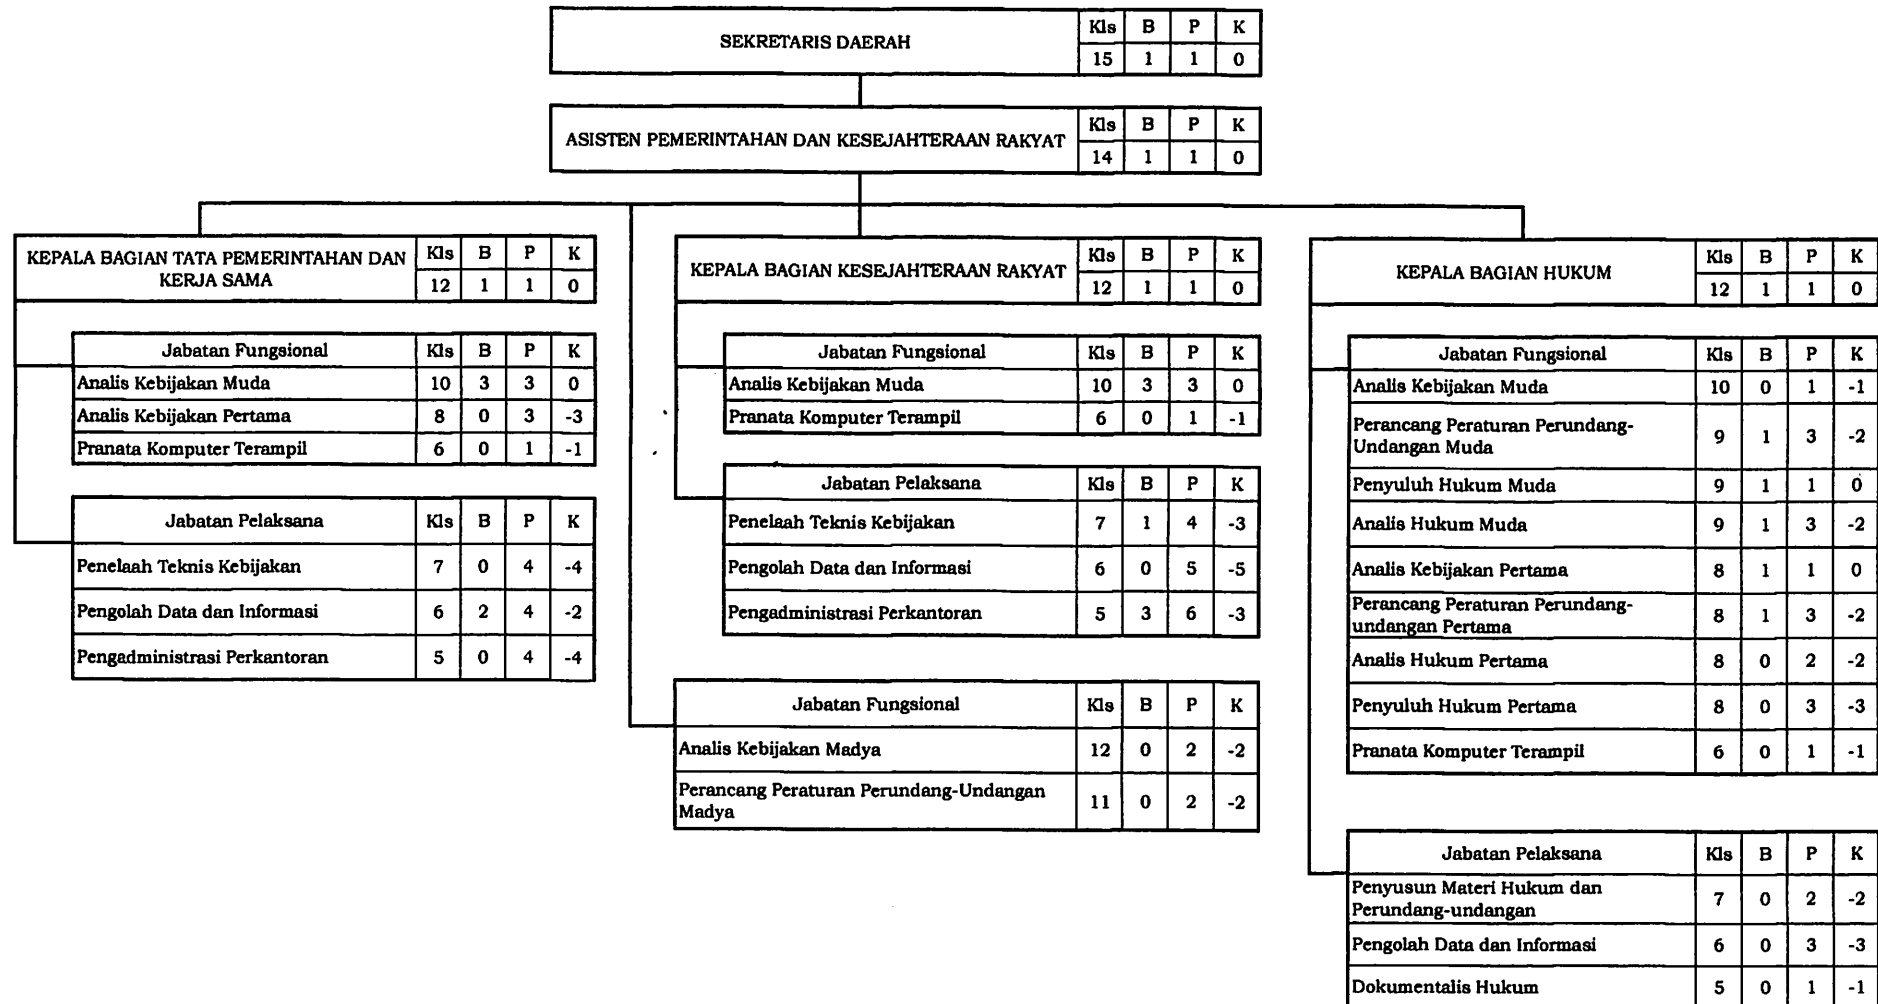 SEKRETARIS DAERAH Kls B P K
15 1 1 0
ASISTEN PEMERINTAHAN DAN KESEJAHTERAAN RAKYAT Kls B P K
14 1 1 0
KEPALA BAGIAN TATA PEMERINTAHAN DAN Kls B P K
KERJA SAMA 12 1 1 0
Jabatan Fungsional Kls B P K
Analis Kebijakan Muda 10 3 3 0
Analis Kebijakan Pertama 8 0 3 -3
Pranata Komputer Terampil 6 0 1 -1
Jabatan Pelaksana Kls B P K
Penelaah Teknis Kebijakan 7 0 4 -4
Pengolah Data dan Informasi 6 2 4 -2
Pengadministrasi Perkantoran 5 0 4 -4
KEPALA BAGIAN KESEJAHTERAAN RAKYAT Kls B P K
12 1 1 0
Jabatan Fungsional Kls B P K
Analis Kebijakan Muda 10 3 3 0
Pranata Komputer Terampil 6 0 1 -1
Jabatan Pelaksana Kls B P K
Penelaah Teknis Kebijakan 7 1 4 -3
Pengolah Data dan Informasi 6 0 5 -5
Pengadministrasi Perkantoran 5 3 6 -3
Jabatan Fungsional Kls B P K
Analis Kebijakan Madya 12 0 2 -2
Perancang Peraturan Perundang-Undangan
Madya 11 0 2 -2
KEPALA BAGIAN HUKUM Kls B P K
12 1 1 0
Jabatan Fungsional Kls B P K
Analis Kebijakan Muda 10 0 1 -1
Perancang Peraturan Perundang-
Undangan Muda 9 1 3 -2
Penyuluh Hukum Muda 9 1 1 0
Analis Hukum Muda 9 1 3 -2
Analis Kebijakan Pertama 8 1 1 0
Perancang Peraturan Perundang-
undangan Pertama 8 1 3 -2
Analis Hukum Pertama 8 0 2 -2
Penyuluh Hukum Pertama 8 0 3 -3
Pranata Komputer Terampil 6 0 1 -1
Jabatan Pelaksana Kls B P K
Penyusun Materi Hukum dan
Perundang-undangan 7 0 2 -2
Pengolah Data dan Informasi 6 0 3 -3
Dokumentalis Hukum 5 0 1 -1